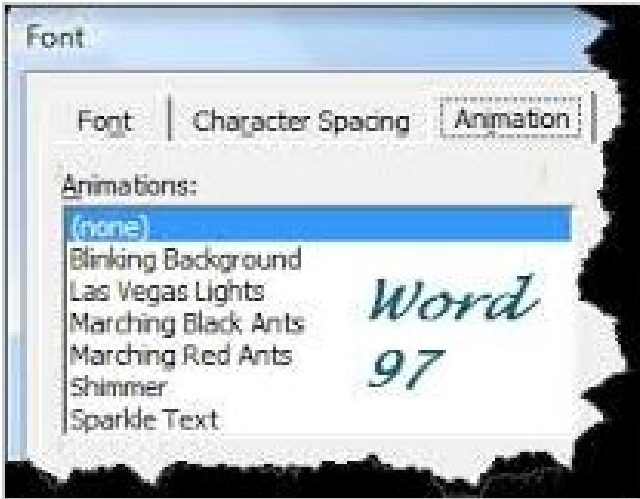 Font
Font
Character Spacing
Animation
Animations:
(none)
Blinking Background
Las Vegas Lights
Marching Black Ants
Marching Red Ants
Shimmer
Sparkle Text
Word
97